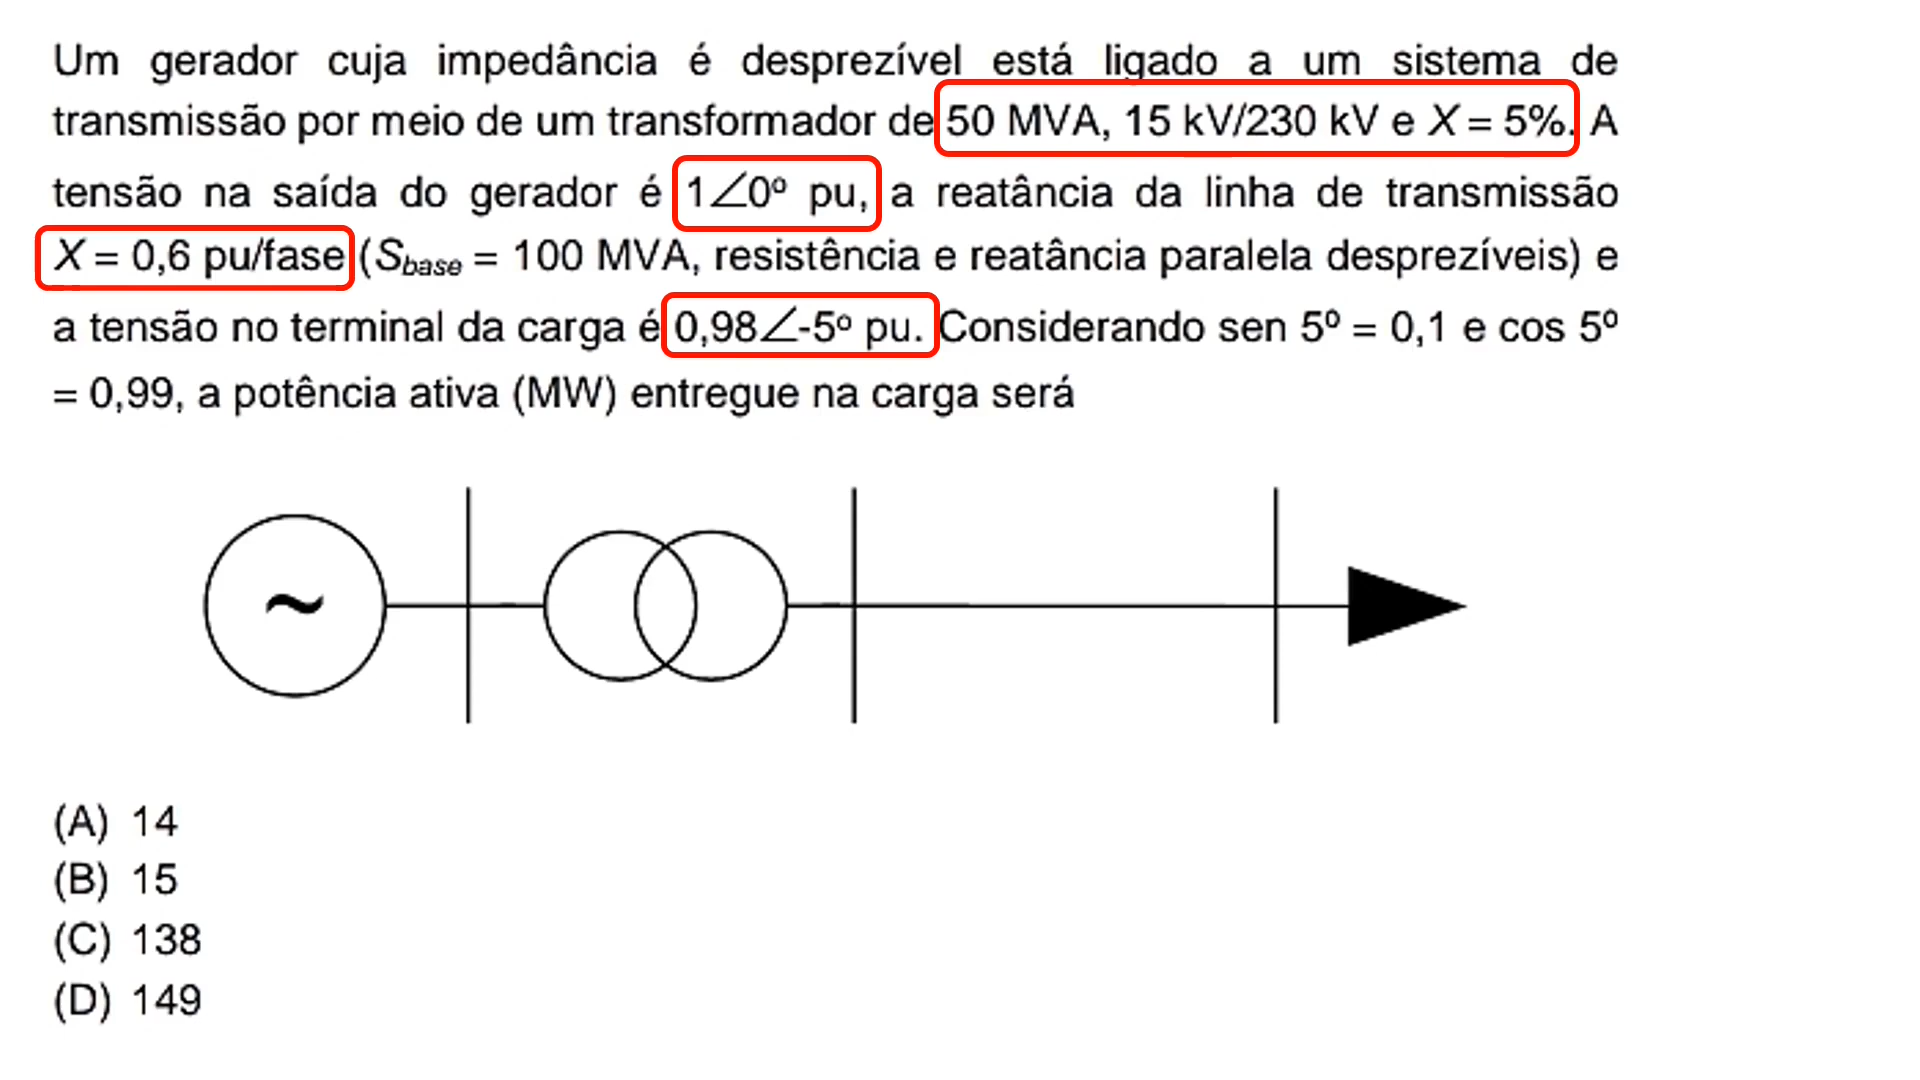 Um gerador cuja impedância é desprezível está ligado a um sistema de
transmissão por meio de um transformador de 50 MVA, 15 kV/230 kV e X = 5%. A
tensão na saída do gerador é 1∠0º pu, a reatância da linha de transmissão
X = 0,6 pu/fase (Sbase = 100 MVA, resistência e reatância paralela desprezíveis) e
a tensão no terminal da carga é 0,98∠-5º pu. Considerando sen 5º = 0,1 e cos 5º
= 0,99, a potência ativa (MW) entregue na carga será
~
(A) 14
(B) 15
(C) 138
(D) 149